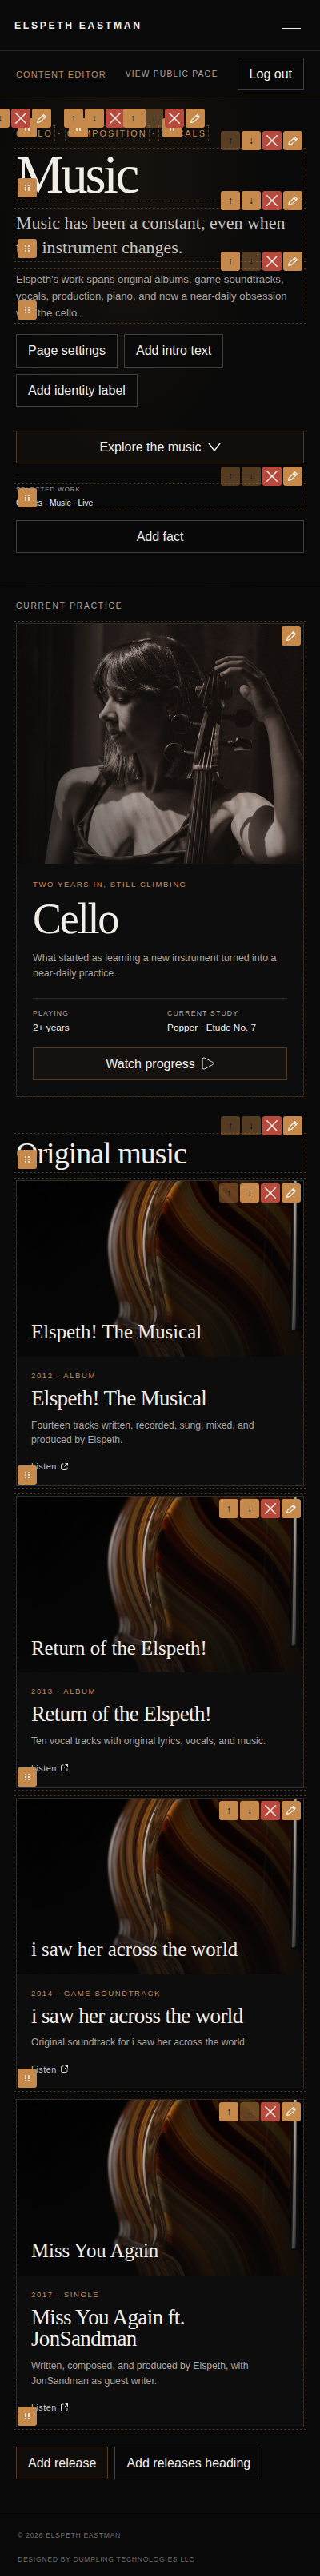 ELSPETH EASTMAN
CONTENT EDITOR
VIEW PUBLIC PAGE
Log out
Music
Music has been a constant, even when
instrument changes.
Elspeth's work spans original albums, game soundtracks,
vocals, production, piano, and now a near-daily obsession
the cello.
Page settings
Add intro text
Add identity label
Explore the music
WORK
· Music · Live
Add fact
CURRENT PRACTICE
TWO YEARS IN, STILL CLIMBING
Cello
What started as learning a new instrument turned into a
near-daily practice.
PLAYING
CURRENT STUDY
2+ years
Popper - Etude No. 7
Watch progress
Original music
Elspeth! The Musical
2012 · ALBUM
Elspeth! The Musical
Fourteen tracks written, recorded, sung, mixed, and
produced by Elspeth.
Listen
Return of the Elspeth!
2013 · ALBUM
Return of the Elspeth!
Ten vocal tracks with original lyrics, vocals, and music.
Listen
i saw her across the world
2014 · GAME SOUNDTRACK
i saw her across the world
Original soundtrack for i saw her across the world.
Listen
Miss You Again
2017 · SINGLE
Miss You Again ft.
JonSandman
Written, composed, and produced by Elspeth, with
JonSandman as guest writer.
Listen
Add release
Add releases heading
© 2026 ELSPETH EASTMAN
DESIGNED BY DUMPLING TECHNOLOGIES LLC